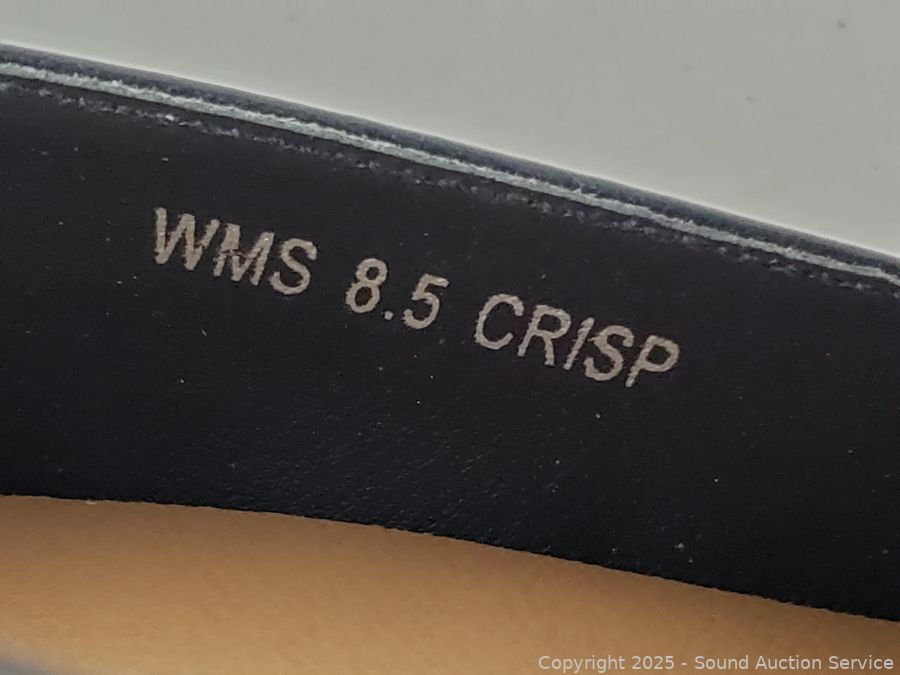 WMS 8.5 CRISP
Copyright 2025 - Sound Auction Service